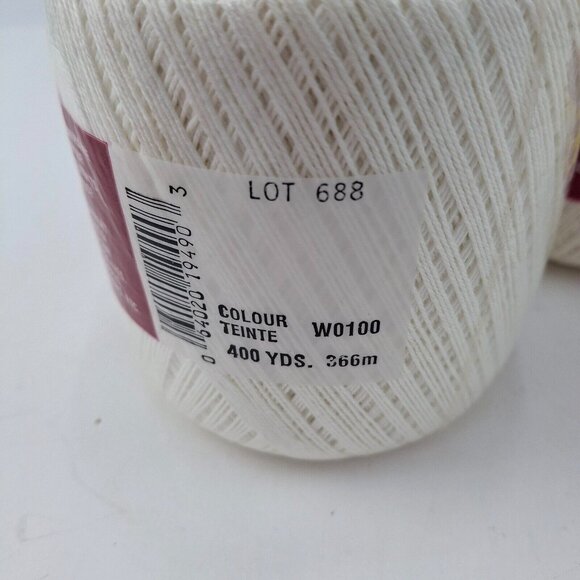 LOT 688
COLOUR
TEINTE W0100
400 YDS. 366m
0 64020 19490 3